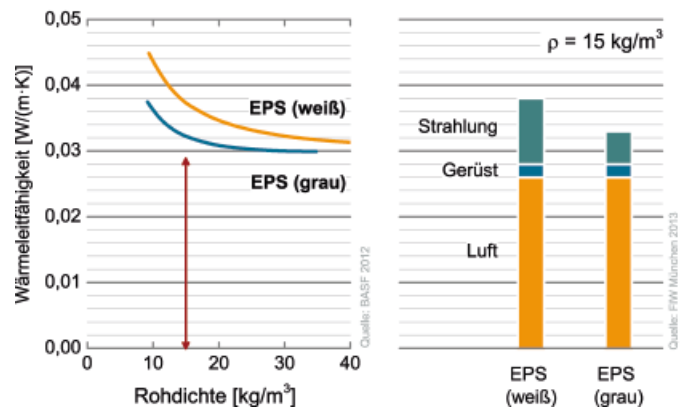 Wärmeleitfähigkeit [W/(m·K)]
0,05
0,04
0,03
0,02
0,01
0,00
0
10
20
30
40
Rohdichte [kg/m³]
EPS (weiß)
EPS (grau)
Quelle: BASF 2012
ρ = 15 kg/m³
Strahlung
Gerüst
Luft
EPS
(weiß)
EPS
(grau)
Quelle: FIW München 2013